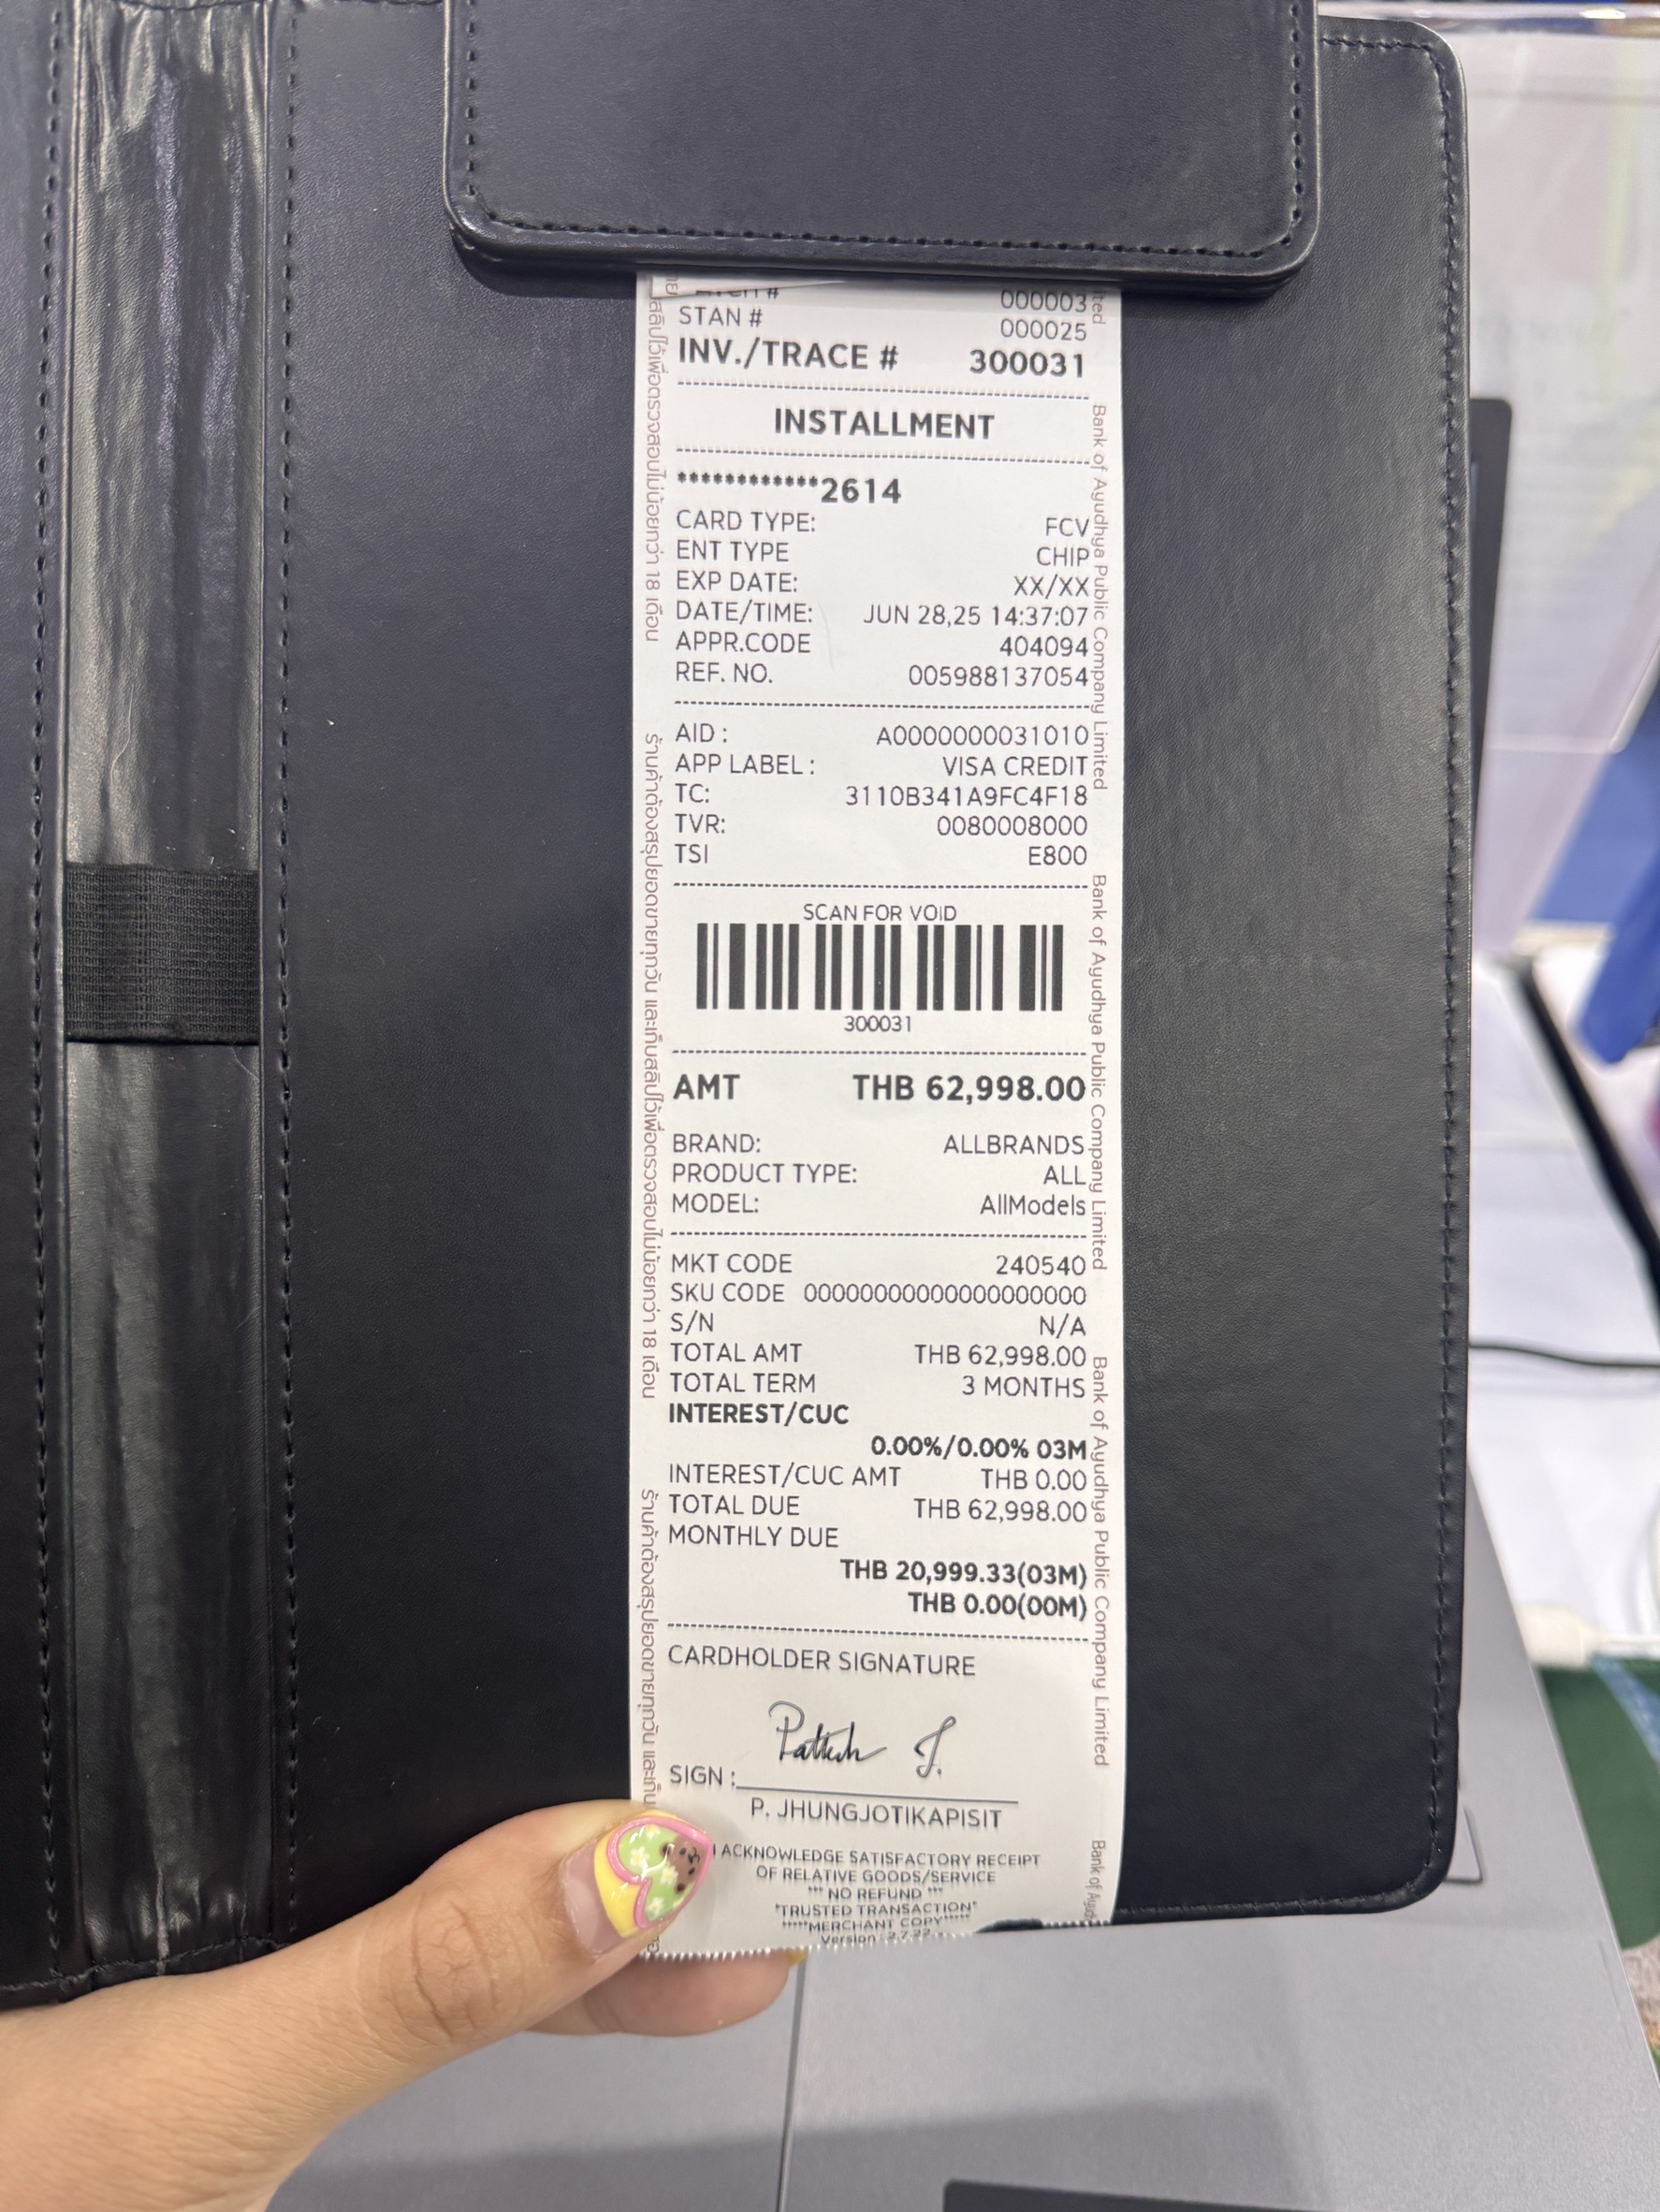 000003
STAN # 000025
INV./TRACE # 300031
INSTALLMENT
************2614
CARD TYPE: FCV
ENT TYPE CHIP
EXP DATE: XX/XX
DATE/TIME: JUN 28,25 14:37:07
APPR.CODE 404094
REF. NO. 005988137054
AID : A0000000031010
APP LABEL : VISA CREDIT
TC: 3110B341A9FC4F18
TVR: 0080008000
TSI E800
SCAN FOR VOID
300031
AMT THB 62,998.00
BRAND: ALLBRANDS
PRODUCT TYPE: ALL
MODEL: AllModels
MKT CODE 240540
SKU CODE 00000000000000000000
S/N N/A
TOTAL AMT THB 62,998.00
TOTAL TERM 3 MONTHS
INTEREST/CUC
0.00%/0.00% 03M
INTEREST/CUC AMT THB 0.00
TOTAL DUE THB 62,998.00
MONTHLY DUE
THB 20,999.33(03M)
THB 0.00(00M)
CARDHOLDER SIGNATURE
SIGN :
P. JHUNGJOTIKAPISIT
I ACKNOWLEDGE SATISFACTORY RECEIPT
OF RELATIVE GOODS/SERVICE
*** NO REFUND ***
"TRUSTED TRANSACTION"
*****MERCHANT COPY*****
Version :
สลิปไว้เพื่อตรวจสอบไม่น้อยกว่า 18 เดือน
ร้านค้าต้องสรุปยอดขายทุกวัน และเก็บสลิปไว้เพื่อตรวจสอบไม่น้อยกว่า 18 เดือน
ร้านค้าต้องสรุปยอดขายทุกวัน และเก็บ
Bank of Ayudhya Public Company Limited
Bank of Ayudhya Public Company Limited
Bank of Ayudhya Public Company Limited
Bank of